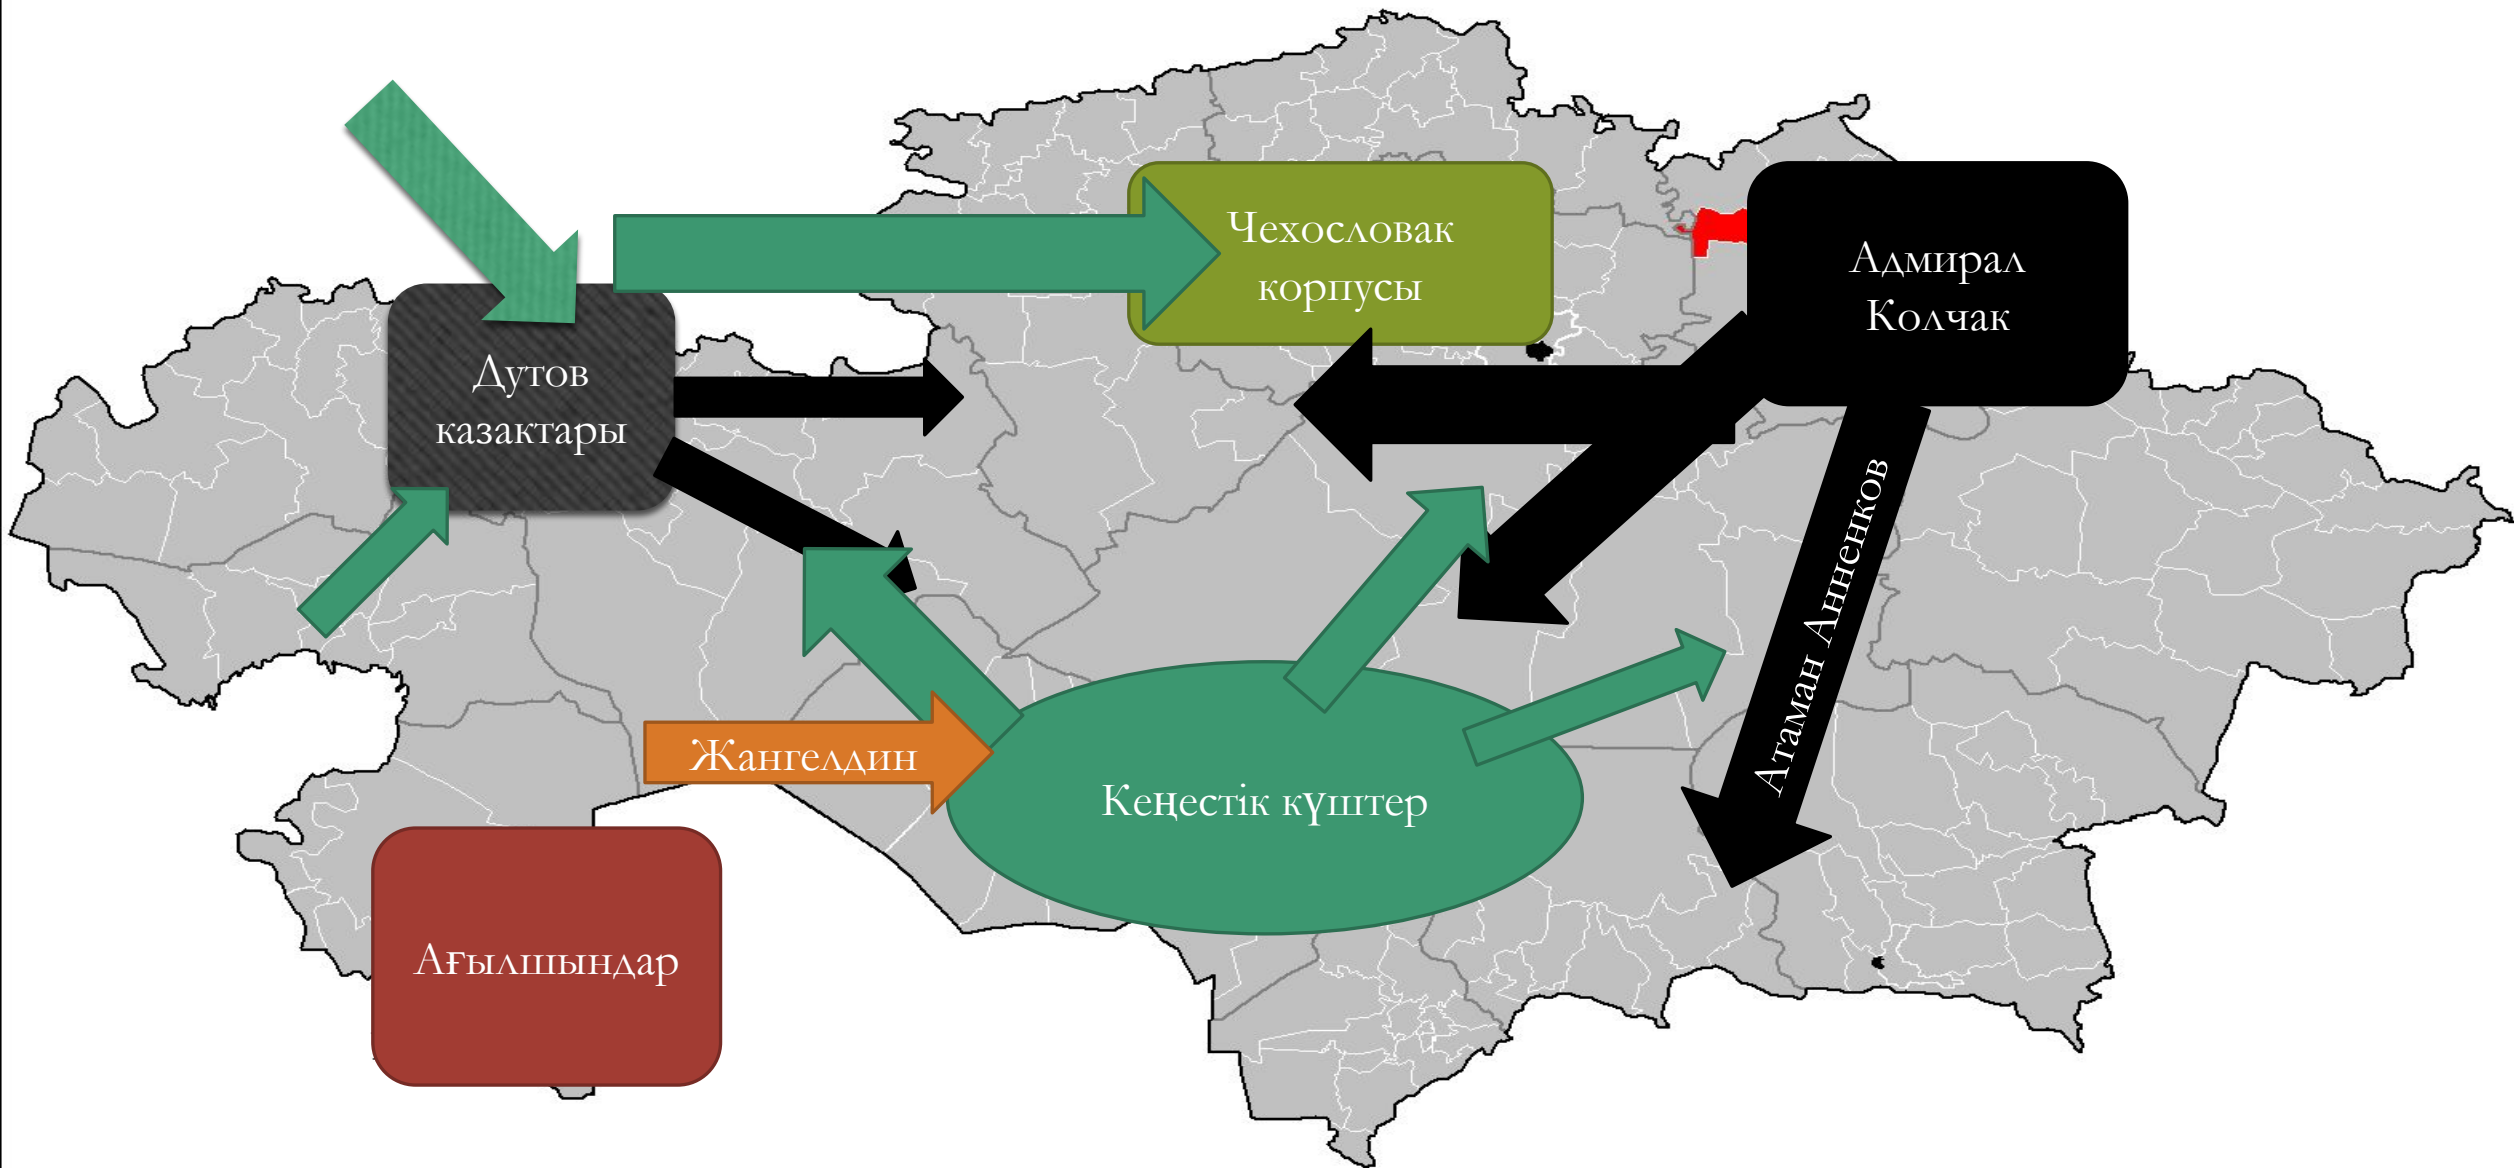 Чехословак
корпусы
Адмирал
Колчак
Дутов
казактары
Атаман Анненков
Жангелдин
Кеңестік күштер
Ағылшындар